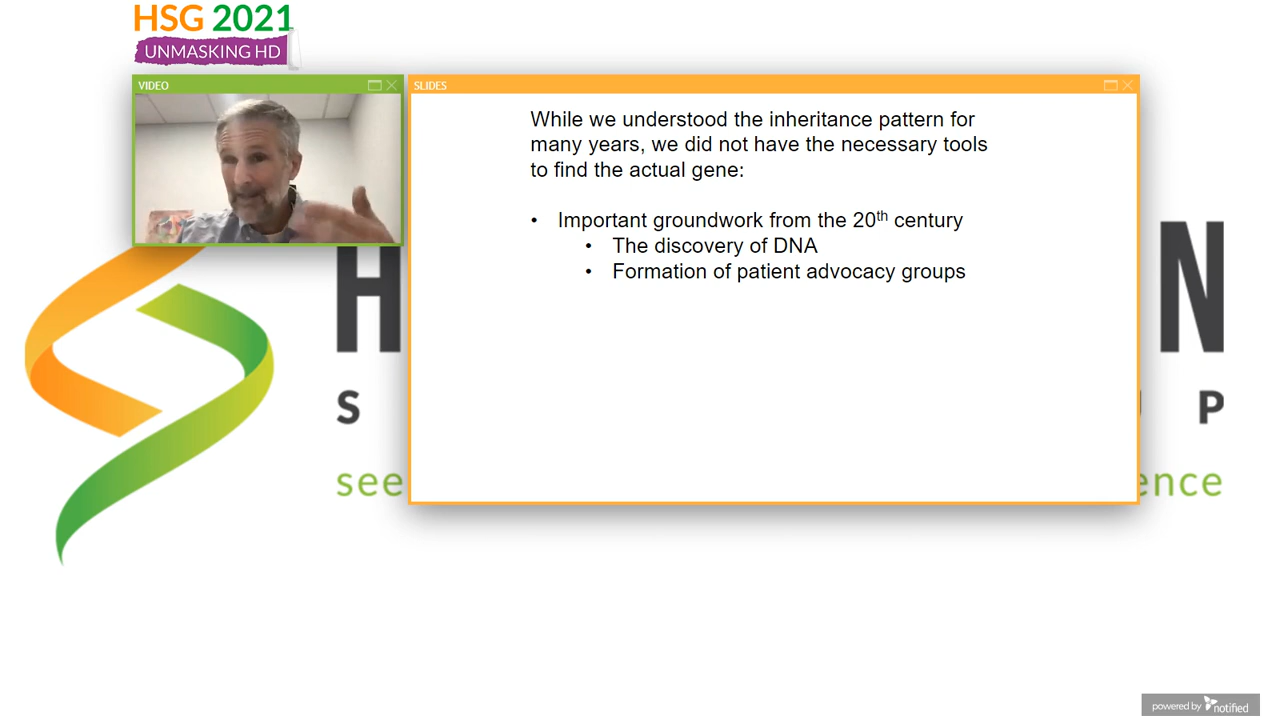 HSG 2021
UNMASKING HD
VIDEO
SLIDES
While we understood the inheritance pattern for
many years, we did not have the necessary tools
to find the actual gene:
• Important groundwork from the 20th century
• The discovery of DNA
• Formation of patient advocacy groups
H
N
S
P
see
ence
powered by notified